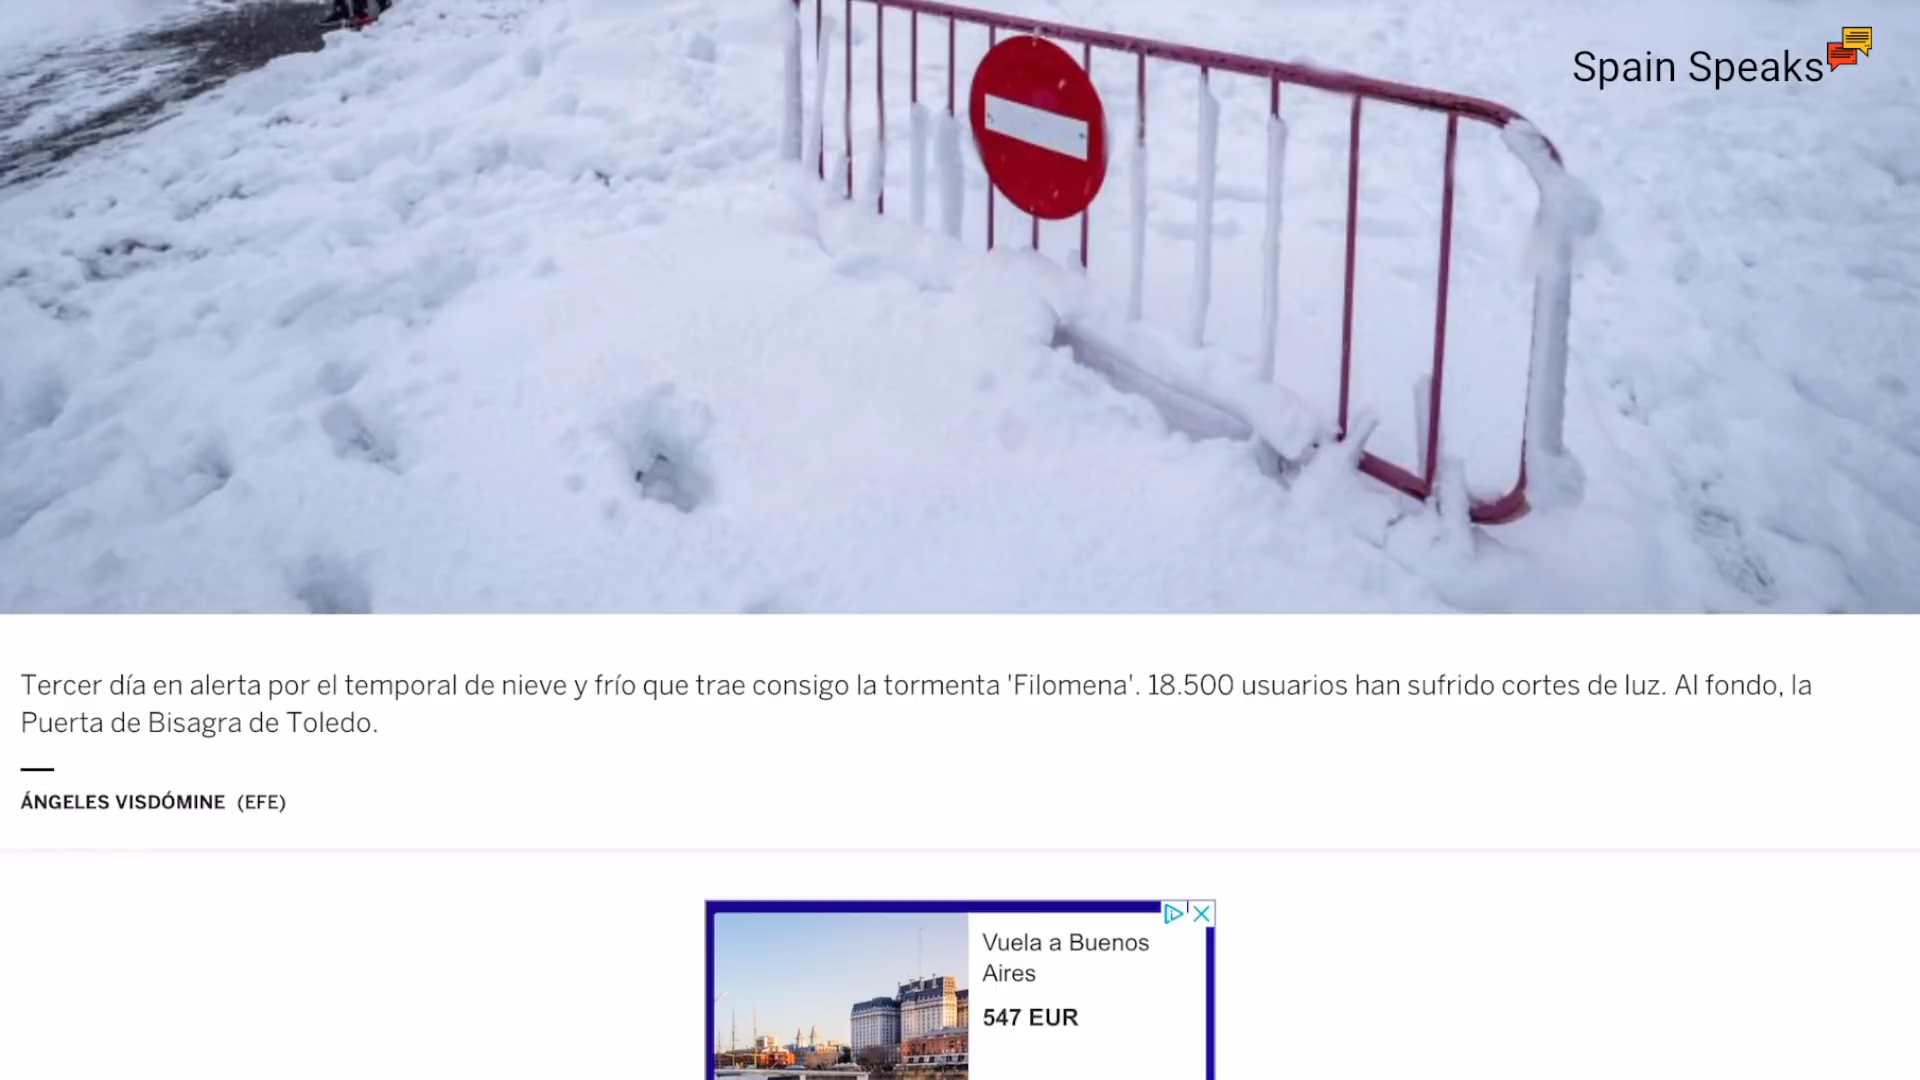 Spain Speaks
Tercer día en alerta por el temporal de nieve y frío que trae consigo la tormenta 'Filomena'. 18.500 usuarios han sufrido cortes de luz. Al fondo, la
Puerta de Bisagra de Toledo.
ÁNGELES VISDÓMINE (EFE)
Vuela a Buenos
Aires
547 EUR